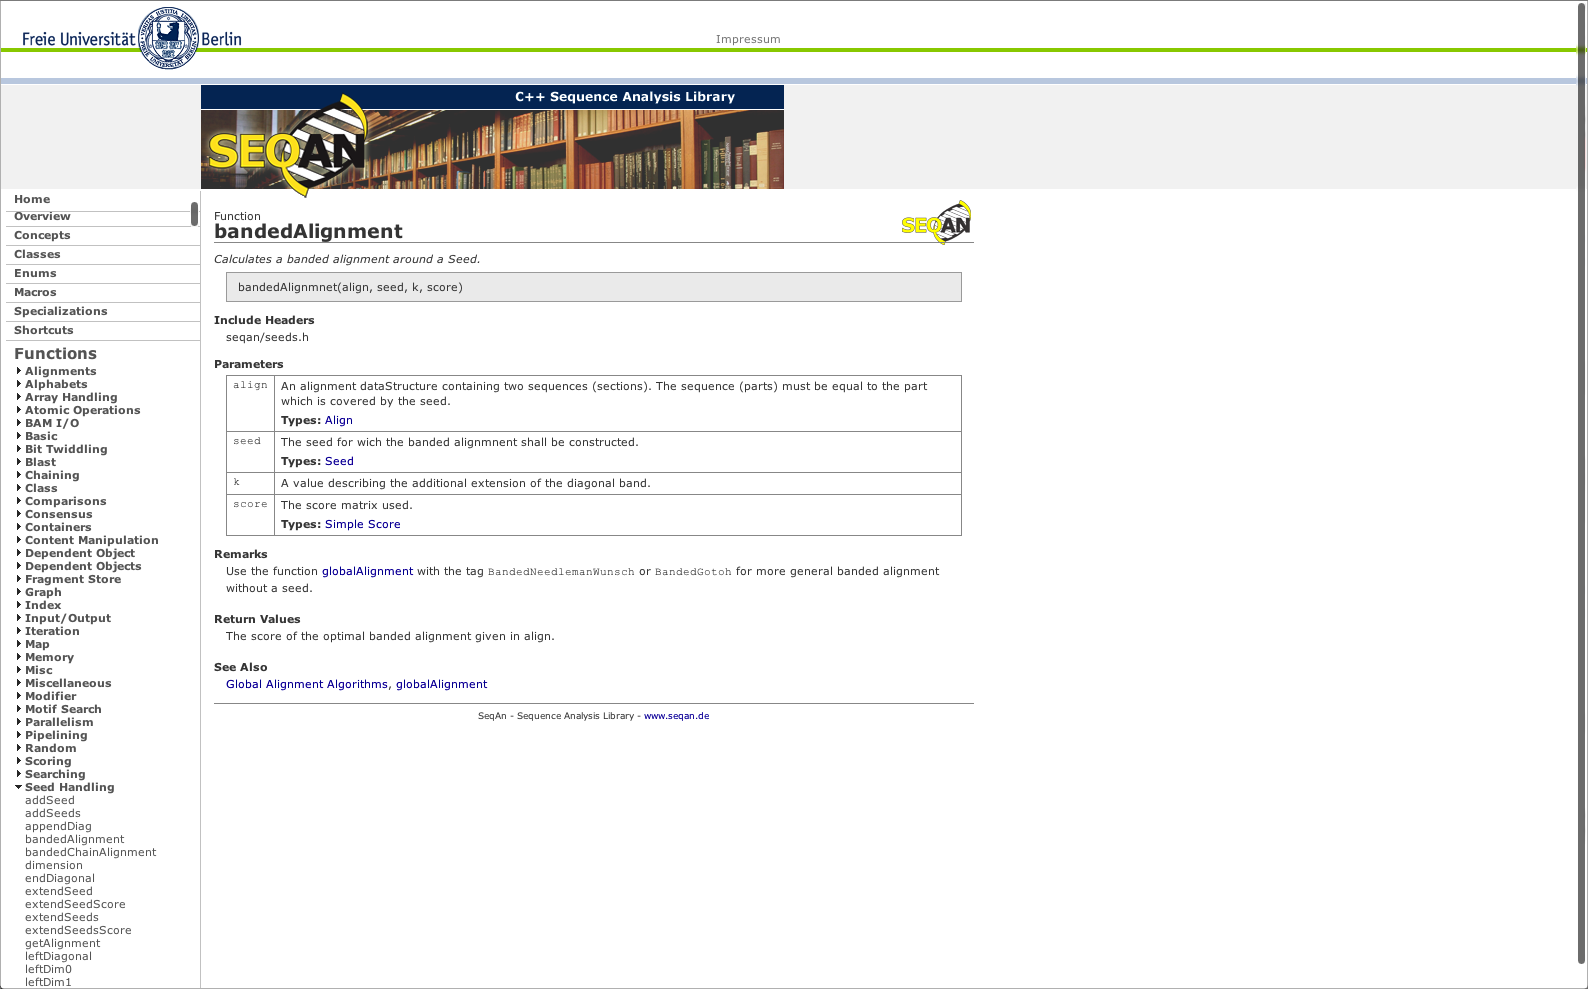 Freie Universität Berlin
Impressum
C++ Sequence Analysis Library
SEQAN
Home
Overview
Concepts
Classes
Enums
Macros
Specializations
Shortcuts
Functions
Alignments
Alphabets
Array Handling
Atomic Operations
BAM I/O
Basic
Bit Twiddling
Blast
Chaining
Class
Comparisons
Consensus
Containers
Content Manipulation
Dependent Object
Dependent Objects
Fragment Store
Graph
Index
Input/Output
Iteration
Map
Memory
Misc
Miscellaneous
Modifier
Motif Search
Parallelism
Pipelining
Random
Scoring
Searching
Seed Handling
addSeed
addSeeds
appendDiag
bandedAlignment
bandedChainAlignment
dimension
endDiagonal
extendSeed
extendSeedScore
extendSeeds
extendSeedsScore
getAlignment
leftDiagonal
leftDim0
leftDim1
Function
bandedAlignment
SEQAN
Calculates a banded alignment around a Seed.
bandedAlignmnet(align, seed, k, score)
Include Headers
seqan/seeds.h
Parameters
align An alignment dataStructure containing two sequences (sections). The sequence (parts) must be equal to the part
which is covered by the seed.
Types: Align
seed The seed for wich the banded alignmnent shall be constructed.
Types: Seed
k A value describing the additional extension of the diagonal band.
score The score matrix used.
Types: Simple Score
Remarks
Use the function globalAlignment with the tag BandedNeedlemanWunsch or BandedGotoh for more general banded alignment
without a seed.
Return Values
The score of the optimal banded alignment given in align.
See Also
Global Alignment Algorithms, globalAlignment
SeqAn - Sequence Analysis Library - www.seqan.de